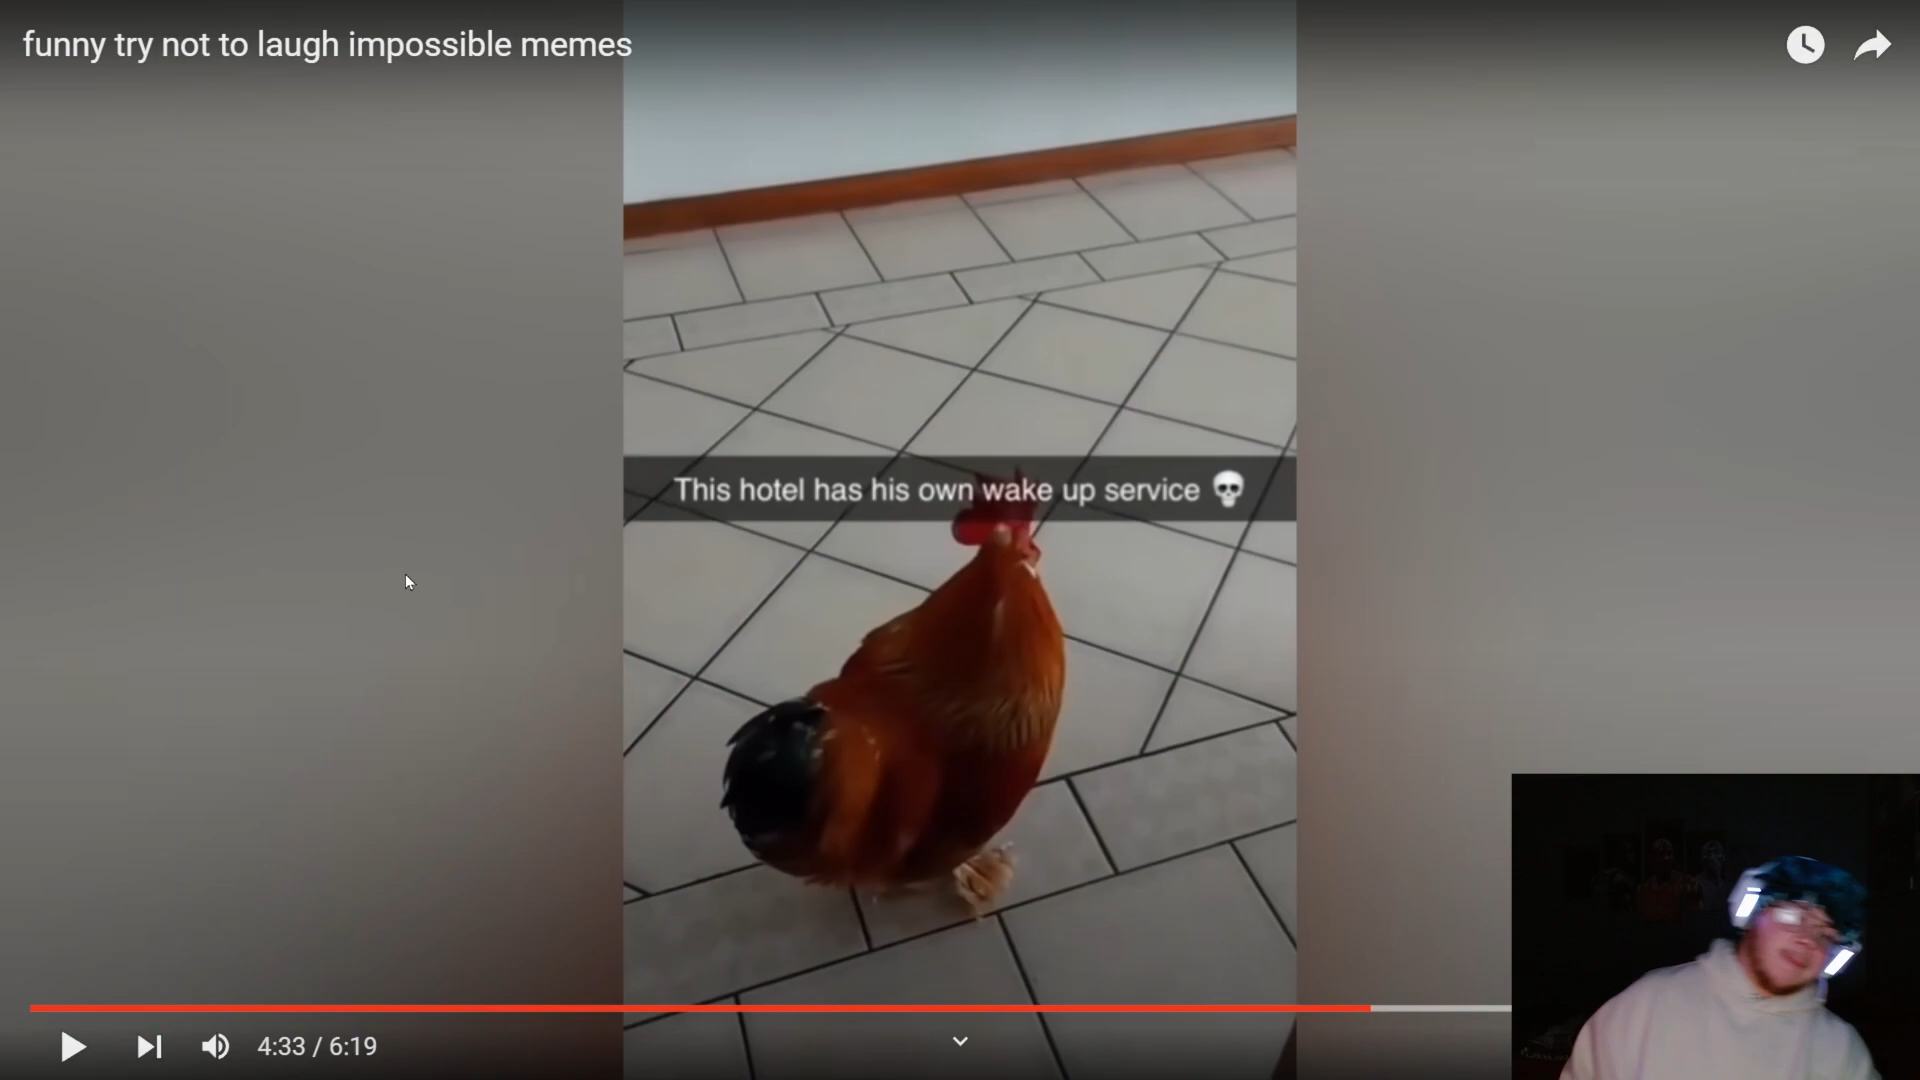 funny try not to laugh impossible memes
This hotel has his own wake up service 💀
4:33 / 6:19